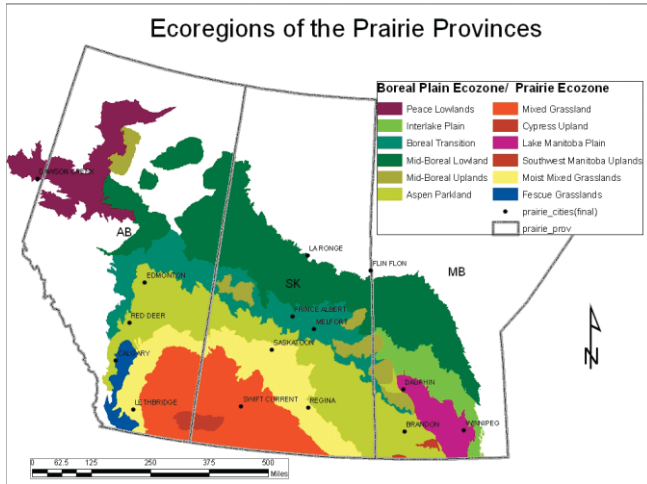 Ecoregions of the Prairie Provinces
Boreal Plain Ecozone/ Prairie Ecozone
Peace Lowlands
Interlake Plain
Boreal Transition
Mid-Boreal Lowland
Mid-Boreal Uplands
Aspen Parkland
Mixed Grassland
Cypress Upland
Lake Manitoba Plain
Southwest Manitoba Uplands
Moist Mixed Grasslands
Fescue Grasslands
prairie_cities(final)
prairie_prov
DAWSON CREEK
AB
LA RONGE
FLIN FLON
MB
EDMONTON
SK
PRINCE ALBERT
RED DEER
MELFORT
SASKATOON
CALGARY
DAUPHIN
LETHBRIDGE
SWIFT CURRENT
REGINA
BRANDON
WINNIPEG
N
0 62.5 125 250 375 500
Miles